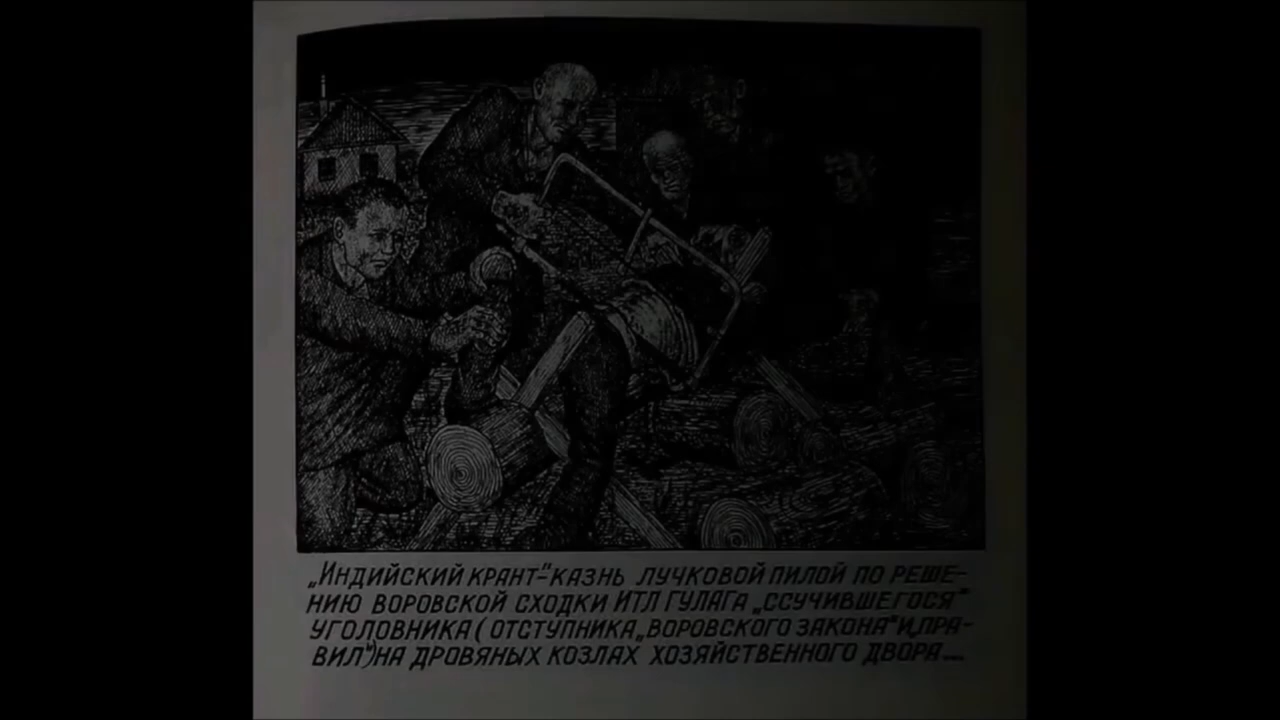 „ИНДИЙСКИЙ КРАНТ-"КАЗНЬ ЛУЧКОВОЙ ПИЛОЙ ПО РЕШЕ-
НИЮ ВОРОВСКОЙ СХОДКИ ИТЛ ГУЛАГа „ССУЧИВШЕГОСЯ"
УГОЛОВНИКА (ОТСТУПНИКА „ВОРОВСКОГО ЗАКОНА" И „ПРА-
ВИЛ") НА ДРОВЯНЫХ КОЗЛАХ ХОЗЯЙСТВЕННОГО ДВОРА....